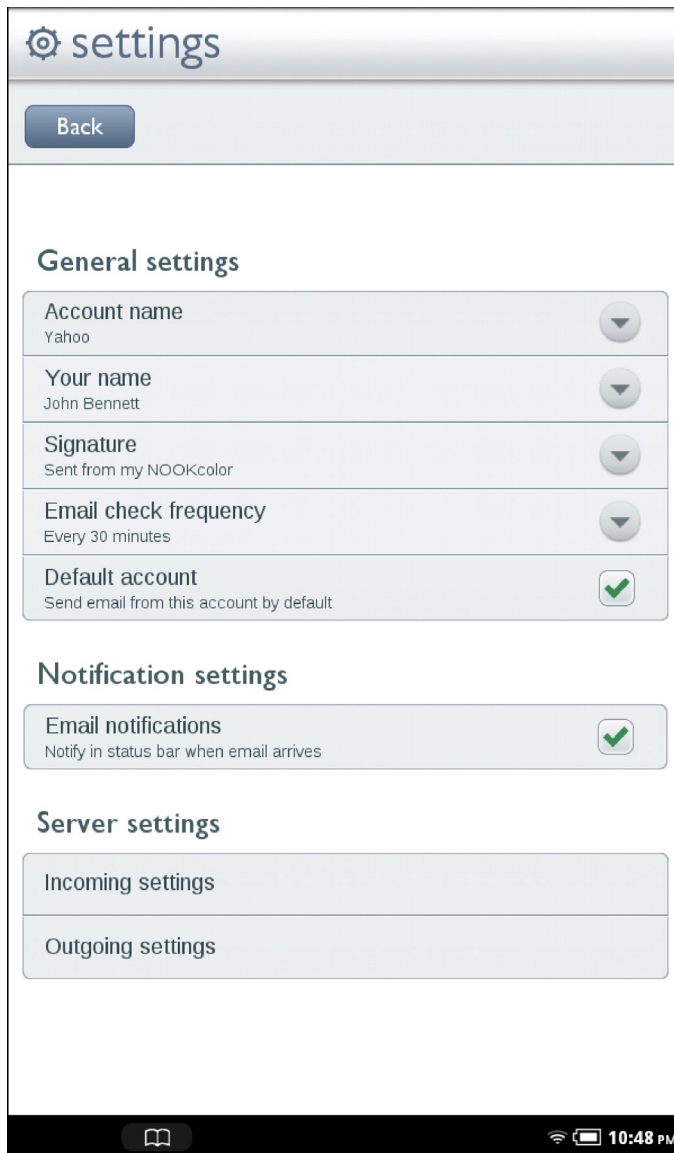 settings
Back
General settings
Account name
Yahoo
Your name
John Bennett
Signature
Sent from my NOOKcolor
Email check frequency
Every 30 minutes
Default account
Send email from this account by default
Notification settings
Email notifications
Notify in status bar when email arrives
Server settings
Incoming settings
Outgoing settings
10:48 PM